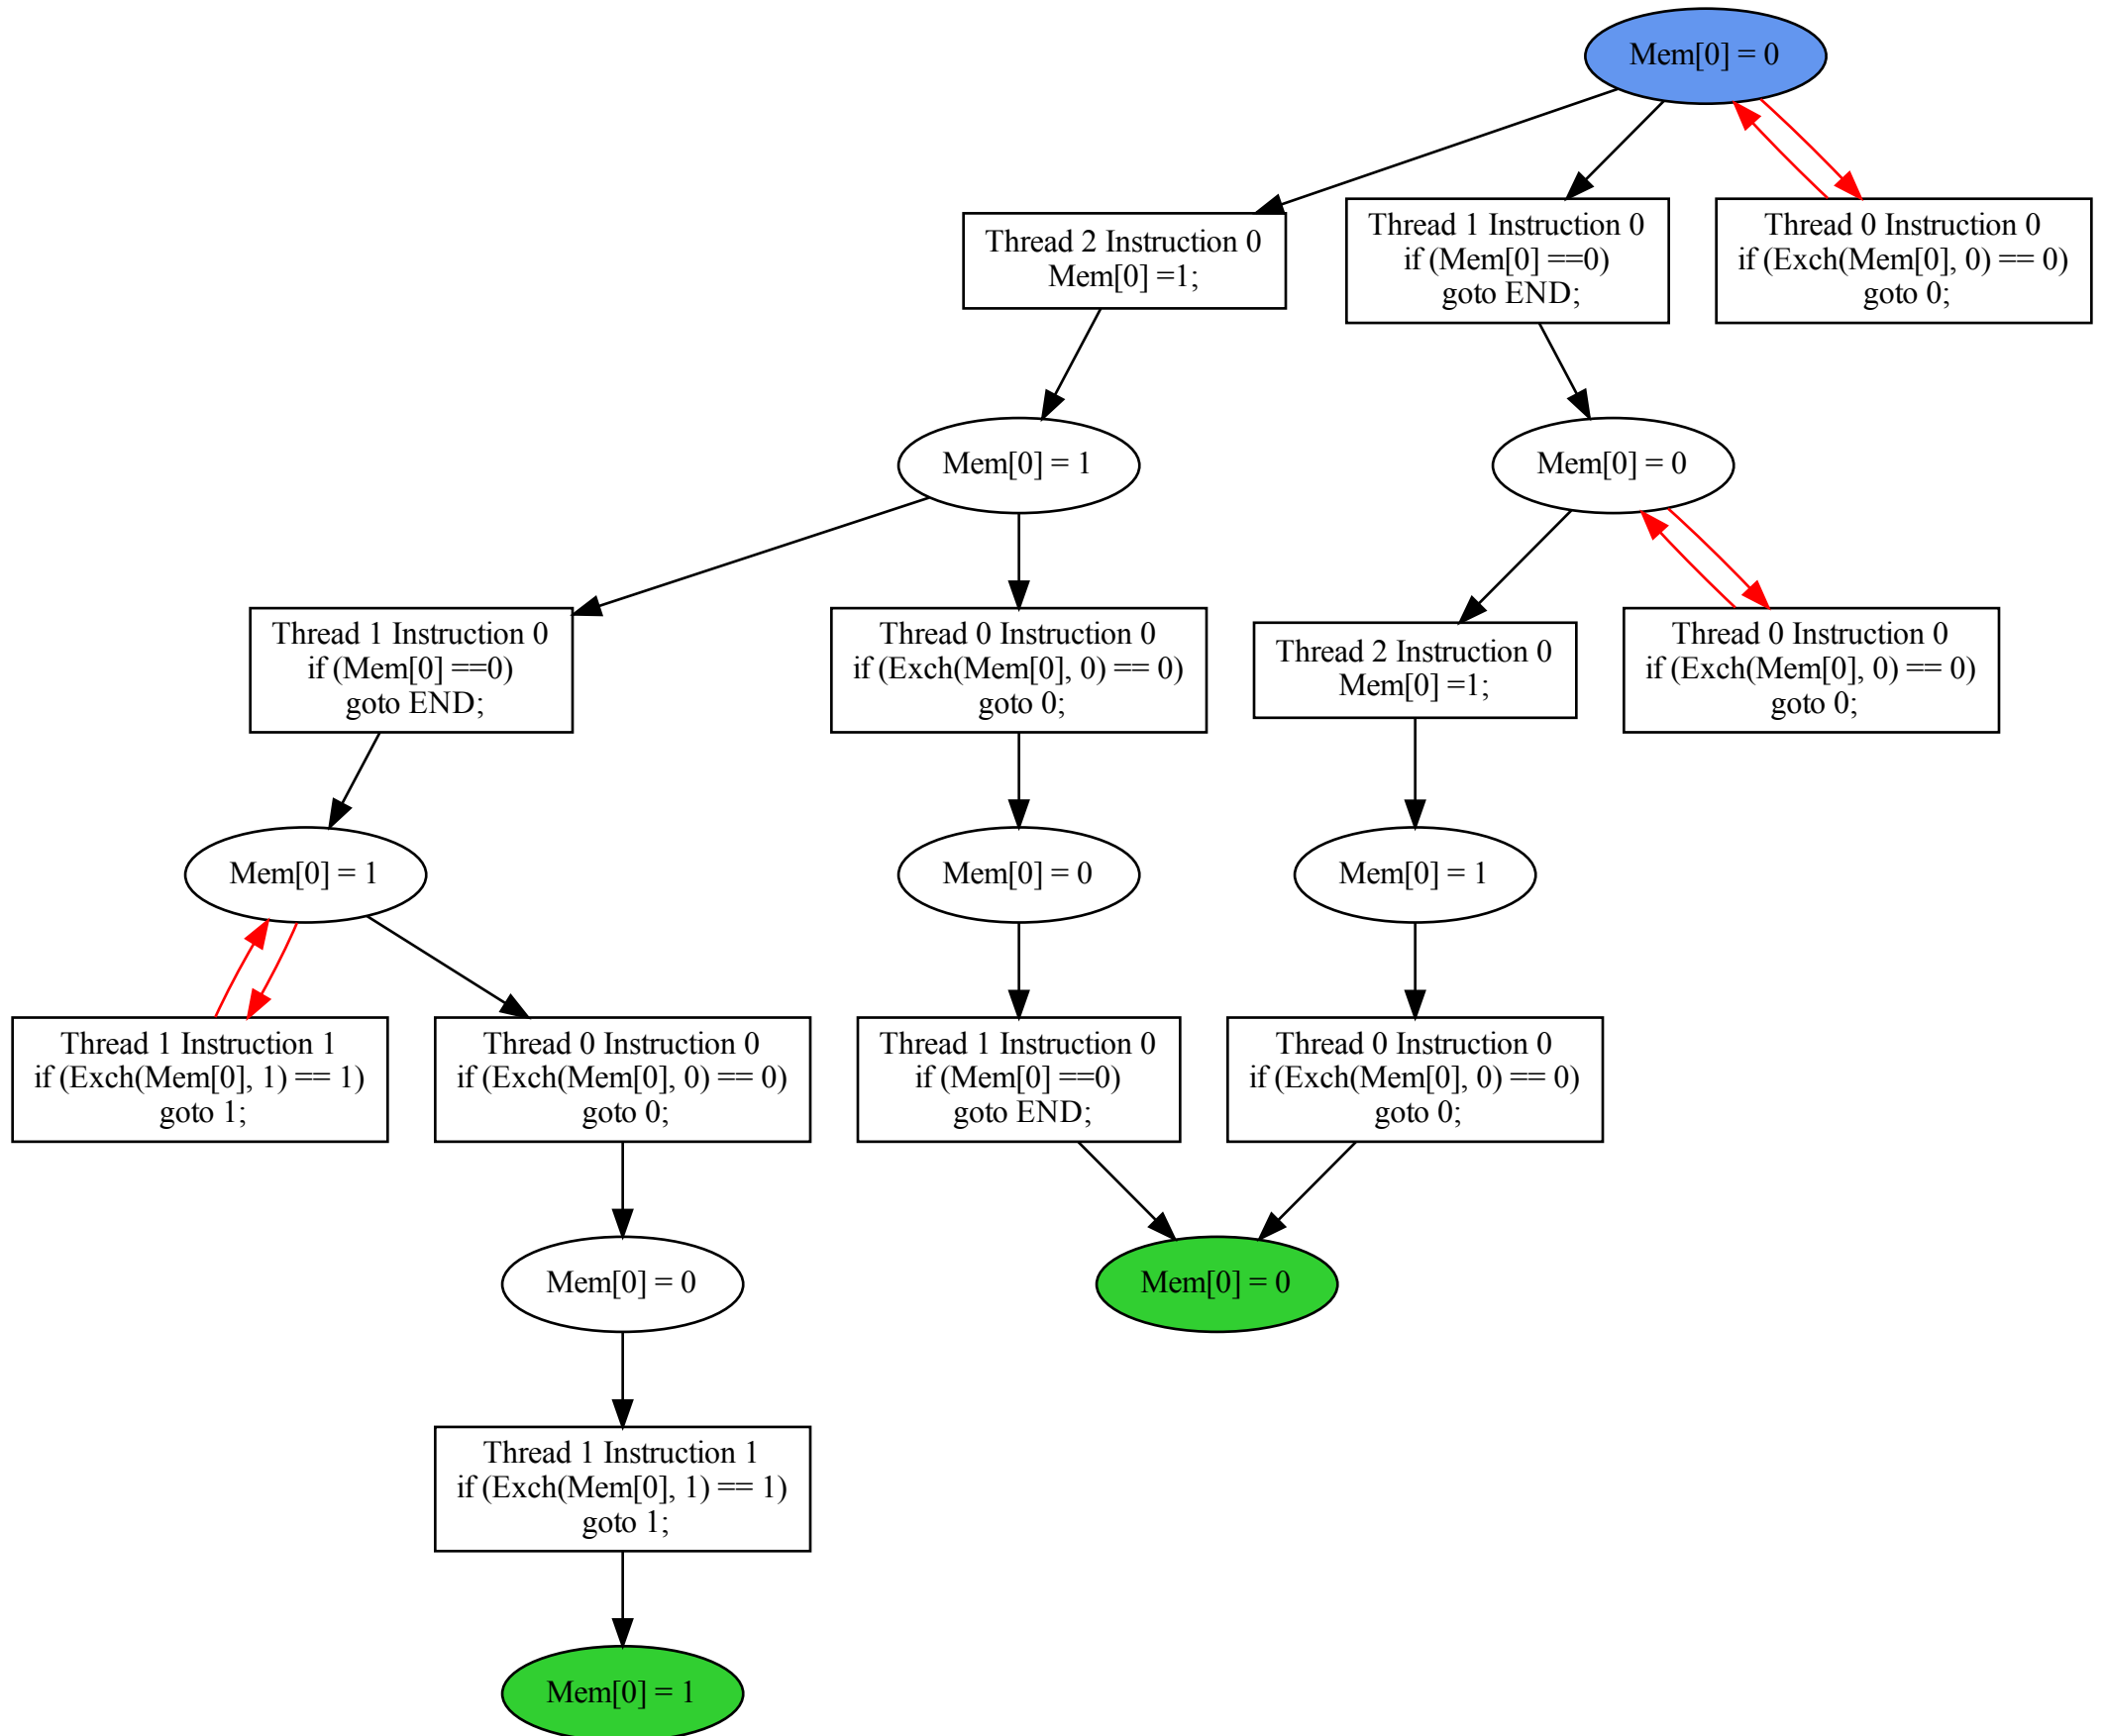 Mem[0] = 0
Thread 2 Instruction 0
Mem[0] =1;
Thread 1 Instruction 0
if (Mem[0] ==0)
goto END;
Thread 0 Instruction 0
if (Exch(Mem[0], 0) == 0)
goto 0;
Mem[0] = 1
Mem[0] = 0
Thread 1 Instruction 0
if (Mem[0] ==0)
goto END;
Thread 0 Instruction 0
if (Exch(Mem[0], 0) == 0)
goto 0;
Thread 2 Instruction 0
Mem[0] =1;
Thread 0 Instruction 0
if (Exch(Mem[0], 0) == 0)
goto 0;
Mem[0] = 1
Mem[0] = 0
Mem[0] = 1
Thread 1 Instruction 1
if (Exch(Mem[0], 1) == 1)
goto 1;
Thread 0 Instruction 0
if (Exch(Mem[0], 0) == 0)
goto 0;
Thread 1 Instruction 0
if (Mem[0] ==0)
goto END;
Thread 0 Instruction 0
if (Exch(Mem[0], 0) == 0)
goto 0;
Mem[0] = 0
Mem[0] = 0
Thread 1 Instruction 1
if (Exch(Mem[0], 1) == 1)
goto 1;
Mem[0] = 1